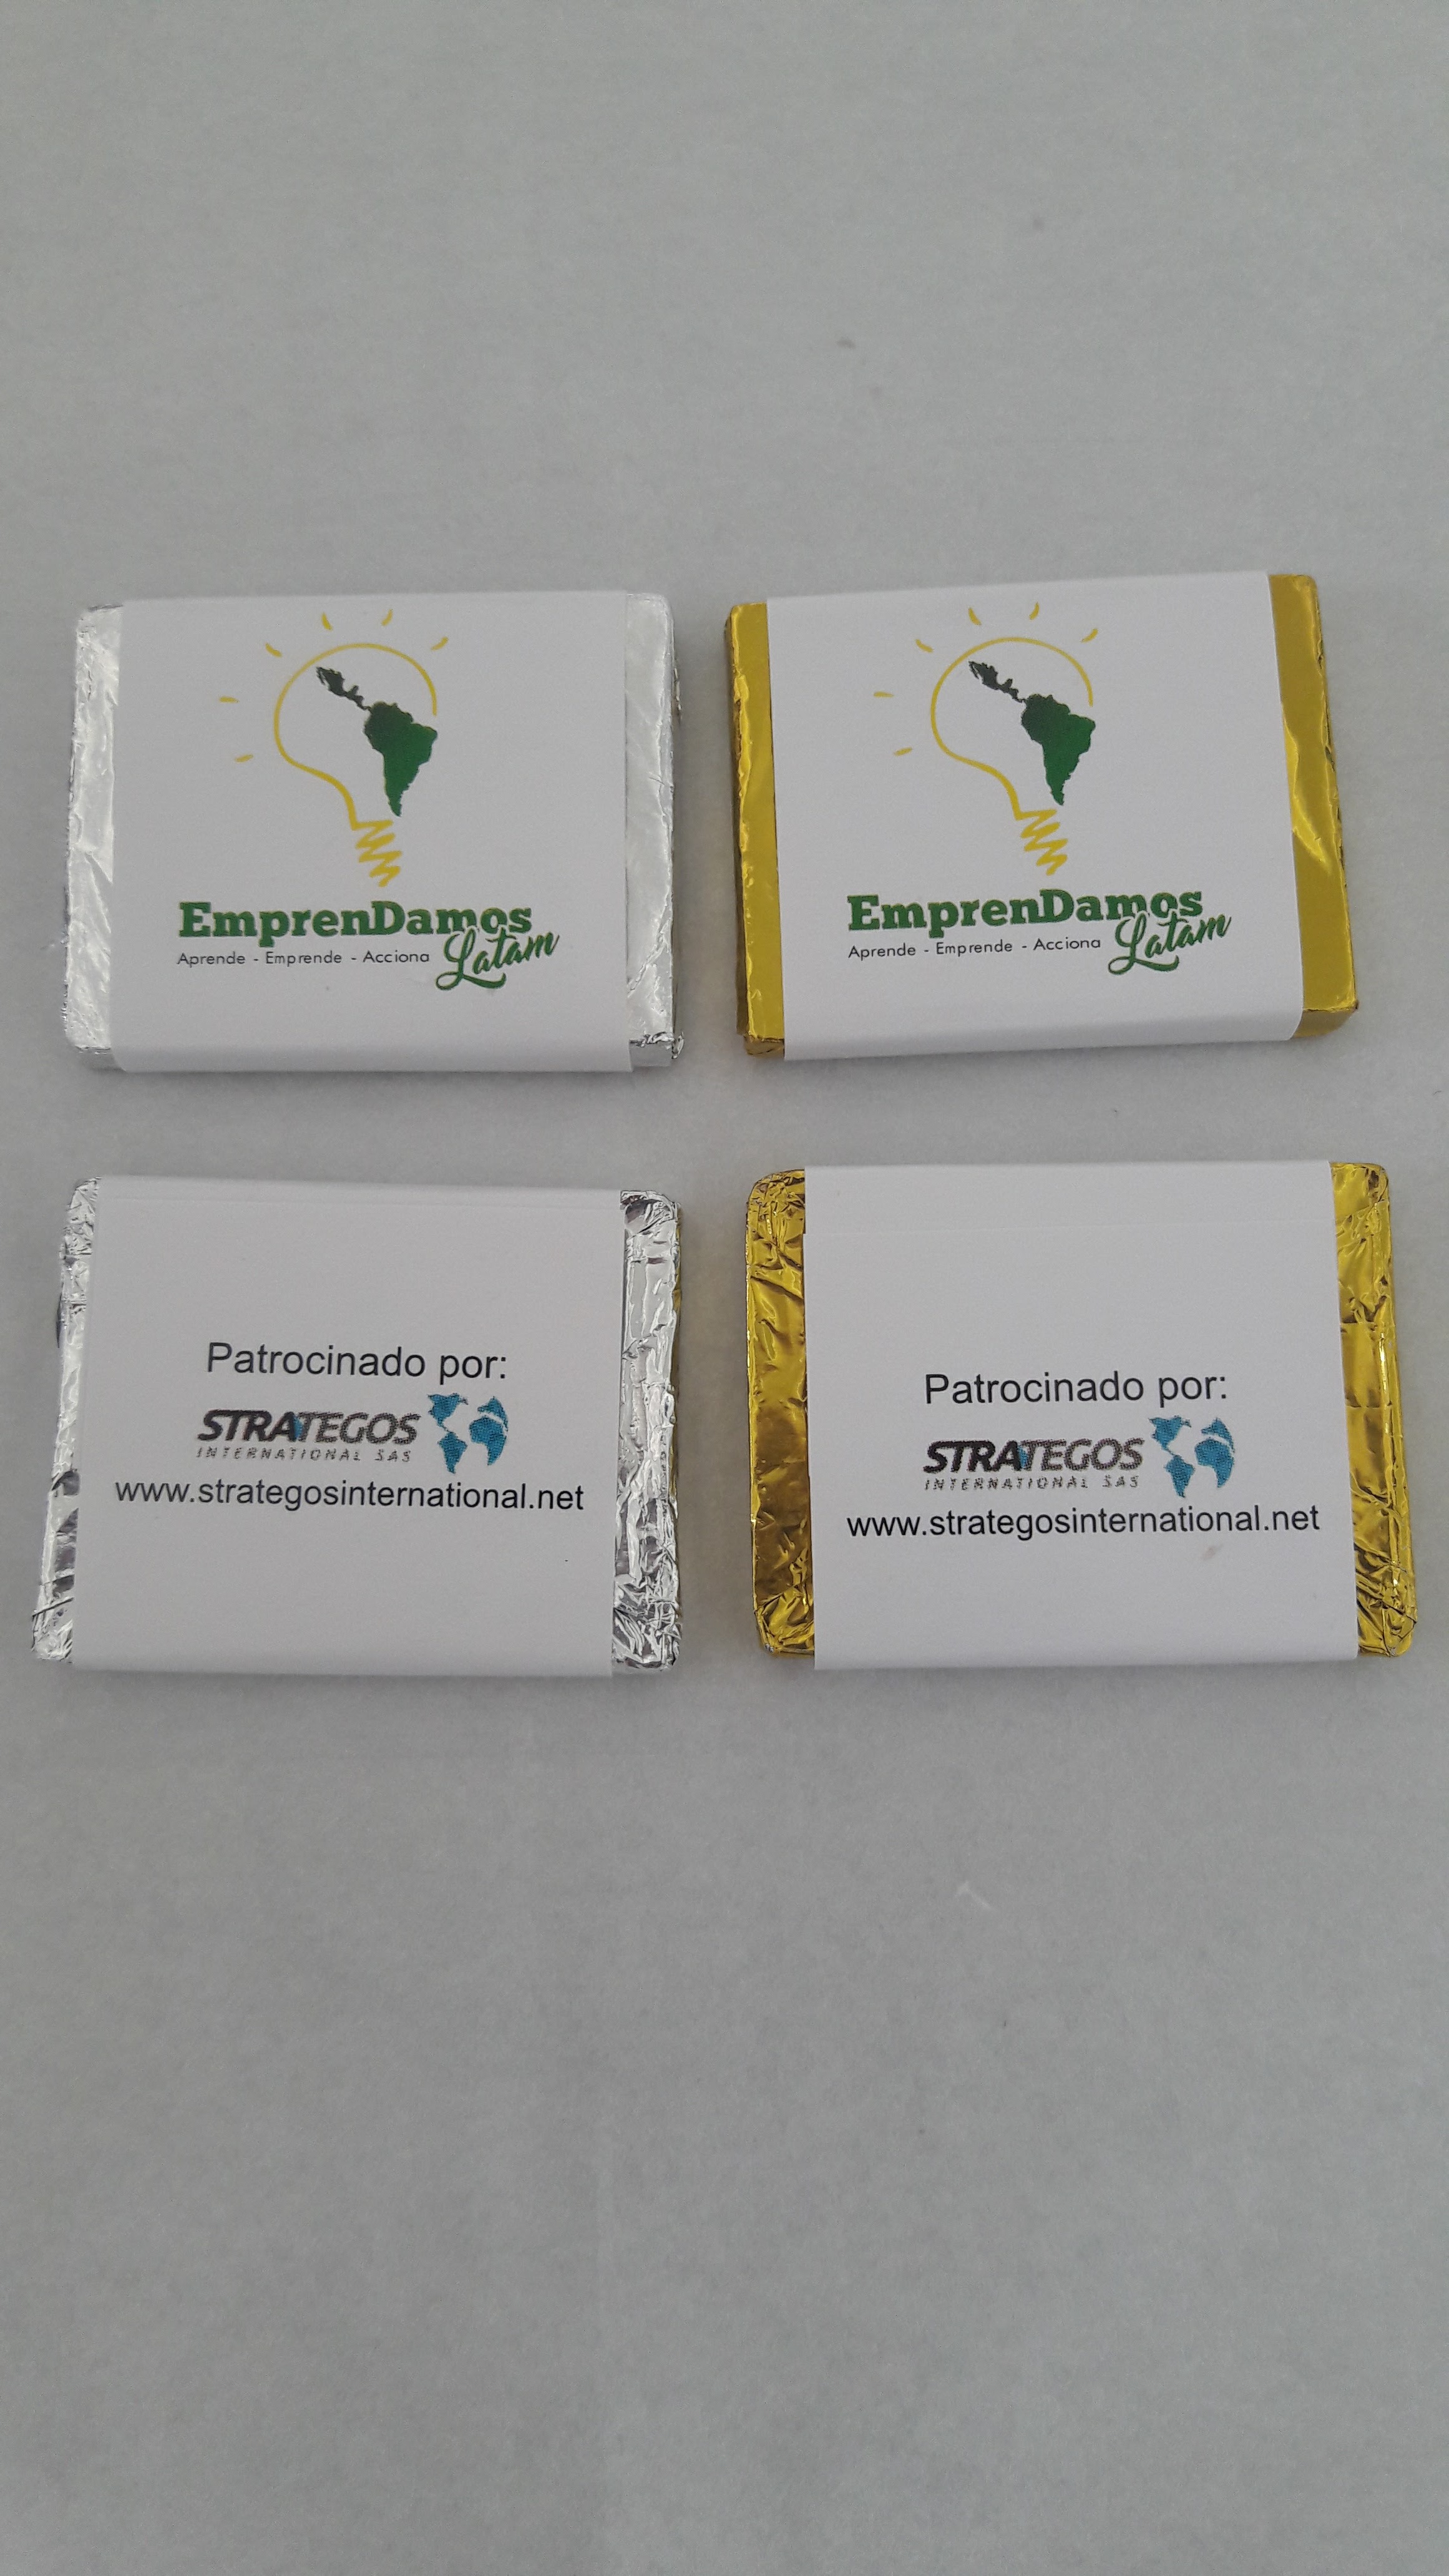 EmprenDamos
Aprende - Emprende - Acciona
Latam
EmprenDamos
Aprende - Emprende - Acciona
Latam
Patrocinado por:
STRATEGOS
INTERNATIONAL SAS
www.strategosinternational.net
Patrocinado por:
STRATEGOS
INTERNATIONAL SAS
www.strategosinternational.net